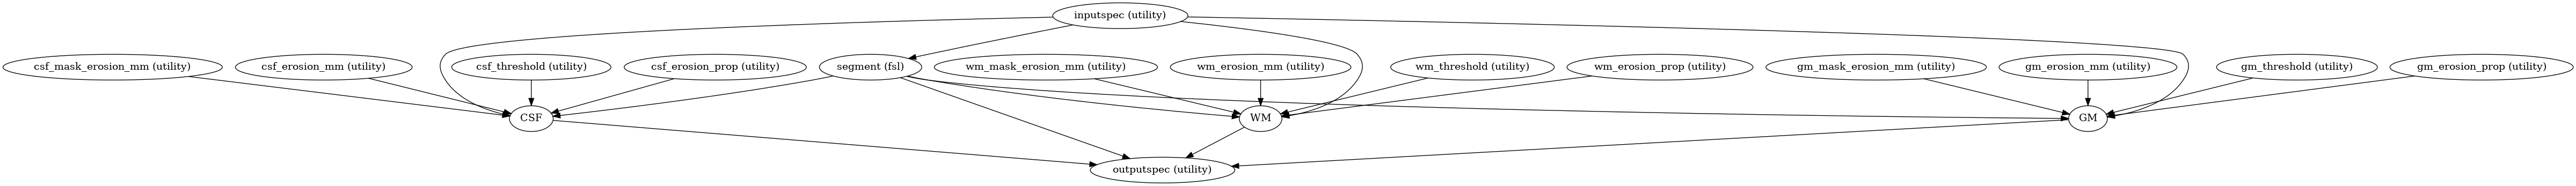 inputspec (utility)
csf_mask_erosion_mm (utility)
csf_erosion_mm (utility)
csf_threshold (utility)
csf_erosion_prop (utility)
segment (fsl)
wm_mask_erosion_mm (utility)
wm_erosion_mm (utility)
wm_threshold (utility)
wm_erosion_prop (utility)
gm_mask_erosion_mm (utility)
gm_erosion_mm (utility)
gm_threshold (utility)
gm_erosion_prop (utility)
CSF
WM
GM
outputspec (utility)